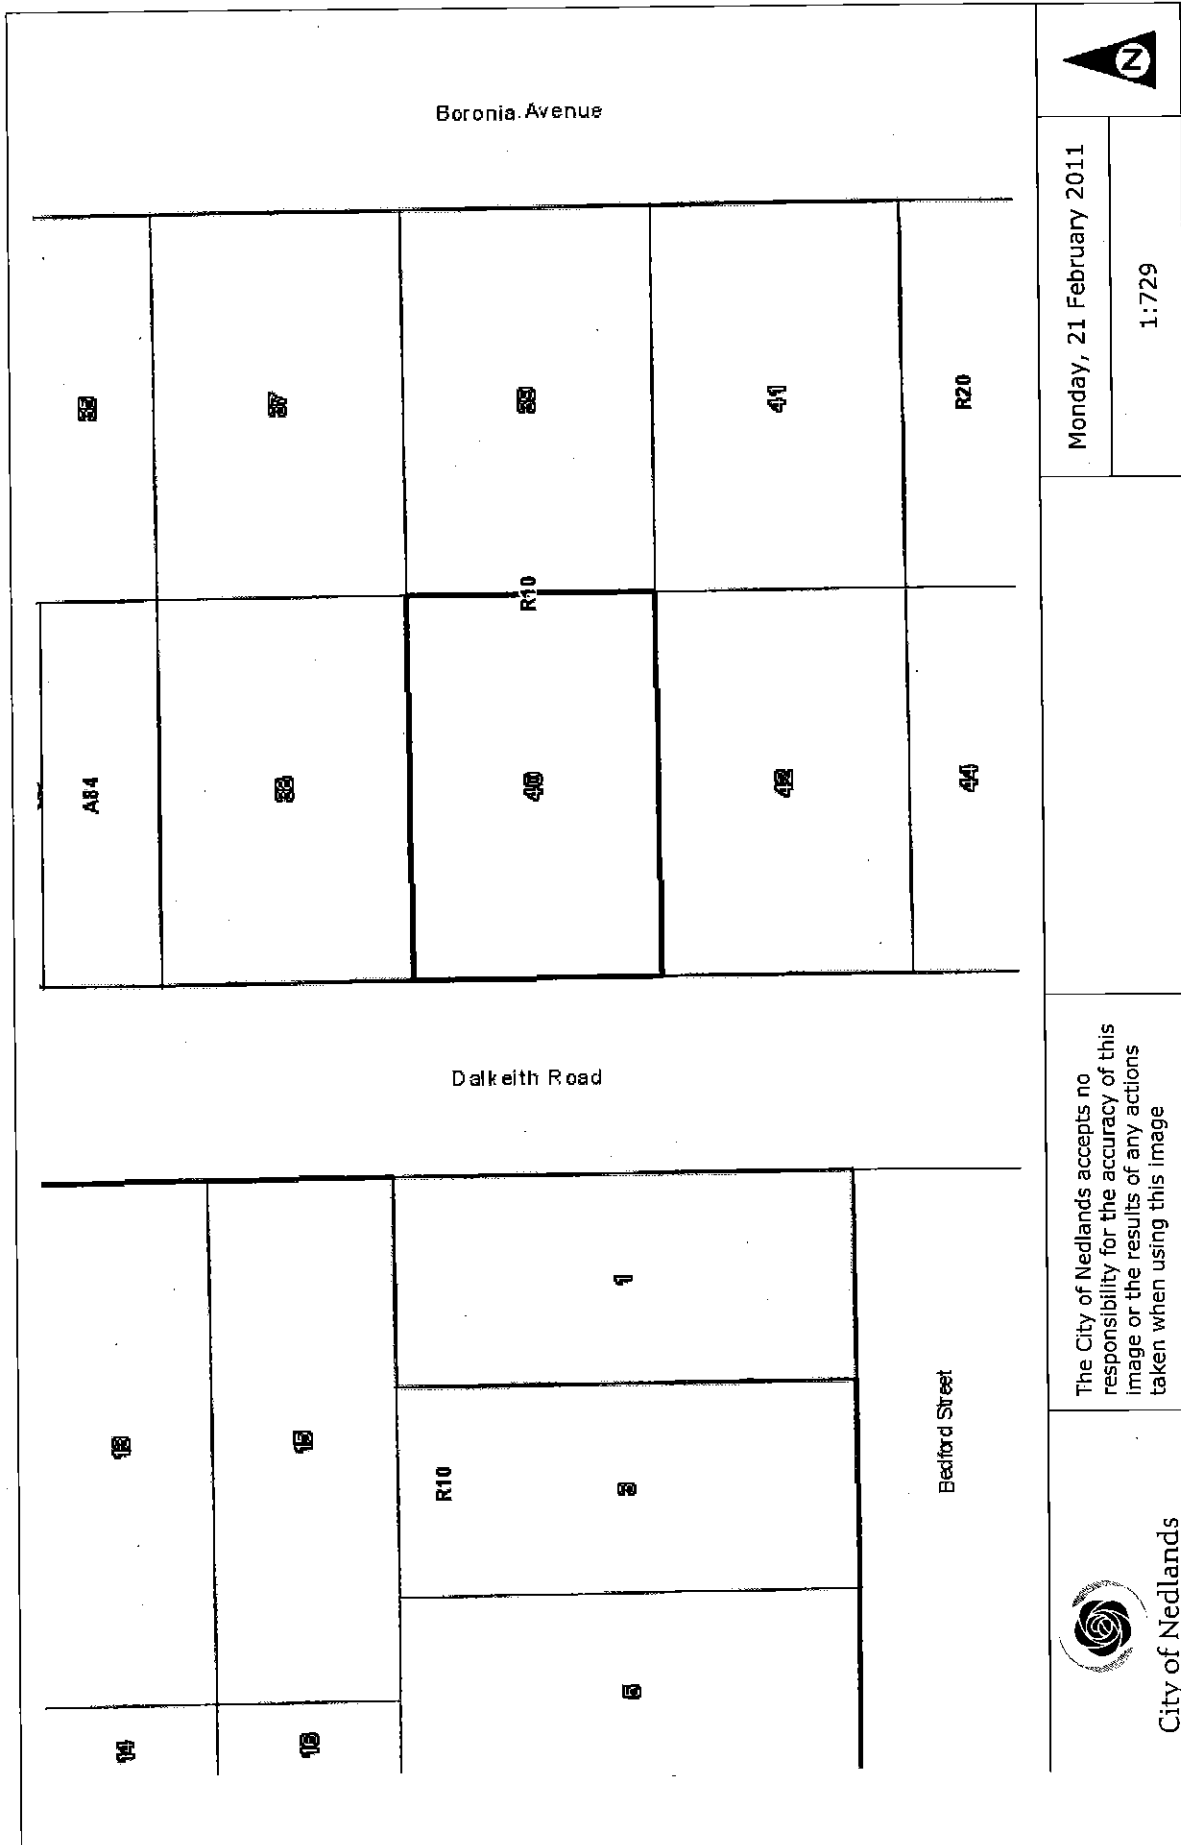 A84
14
37
R10
40
R10
39
Boronia Avenue
Dalkeith Road
5
3
1
42
41
Bedford Street
44
R20
City of Nedlands
The City of Nedlands accepts no
responsibility for the accuracy of this
image or the results of any actions
taken when using this image
Monday, 21 February 2011
1:729
N